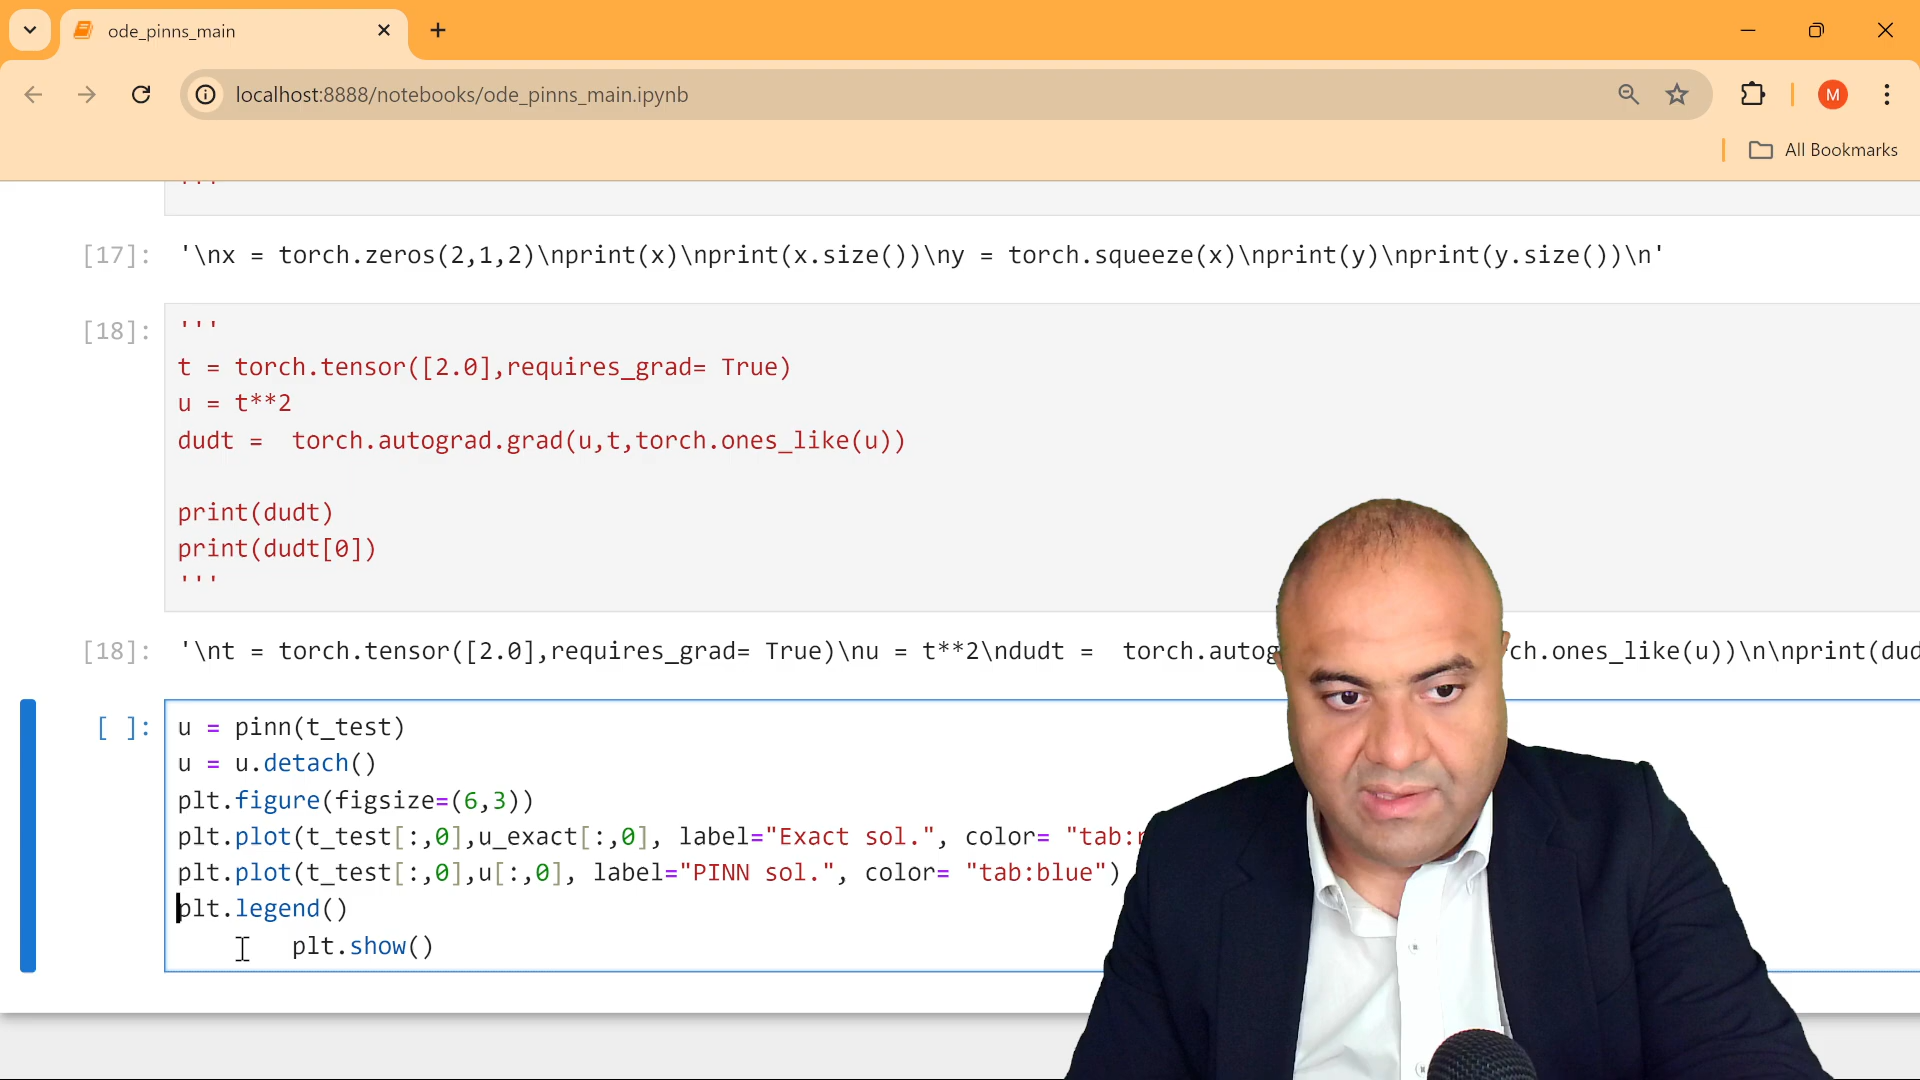 ode_pinns_main
localhost:8888/notebooks/ode_pinns_main.ipynb
M
All Bookmarks
'''
[17]: '\nx = torch.zeros(2,1,2)\nprint(x)\nprint(x.size())\ny = torch.squeeze(x)\nprint(y)\nprint(y.size())\n'
[18]: '''
t = torch.tensor([2.0],requires_grad= True)
u = t**2
dudt =  torch.autograd.grad(u,t,torch.ones_like(u))
print(dudt)
print(dudt[0])
'''
[18]: '\nt = torch.tensor([2.0],requires_grad= True)\nu = t**2\ndudt =  torch.autog ch.ones_like(u))\n\nprint(dud
[ ]: u = pinn(t_test)
u = u.detach()
plt.figure(figsize=(6,3))
plt.plot(t_test[:,0],u_exact[:,0], label="Exact sol.", color= "tab:
plt.plot(t_test[:,0],u[:,0], label="PINN sol.", color= "tab:blue")
plt.legend()
plt.show()